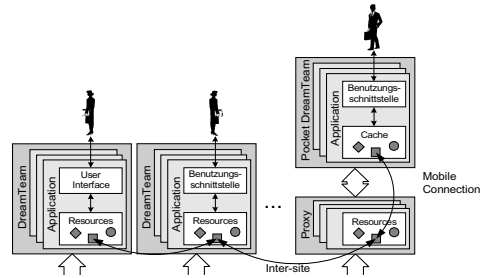 Pocket DreamTeam
Application
Benutzungs-
schnittstelle
Cache
DreamTeam
Application
User
Interface
Resources
DreamTeam
Application
Benutzungs-
schnittstelle
Resources
...
Proxy
Resources
Mobile
Connection
Inter-site